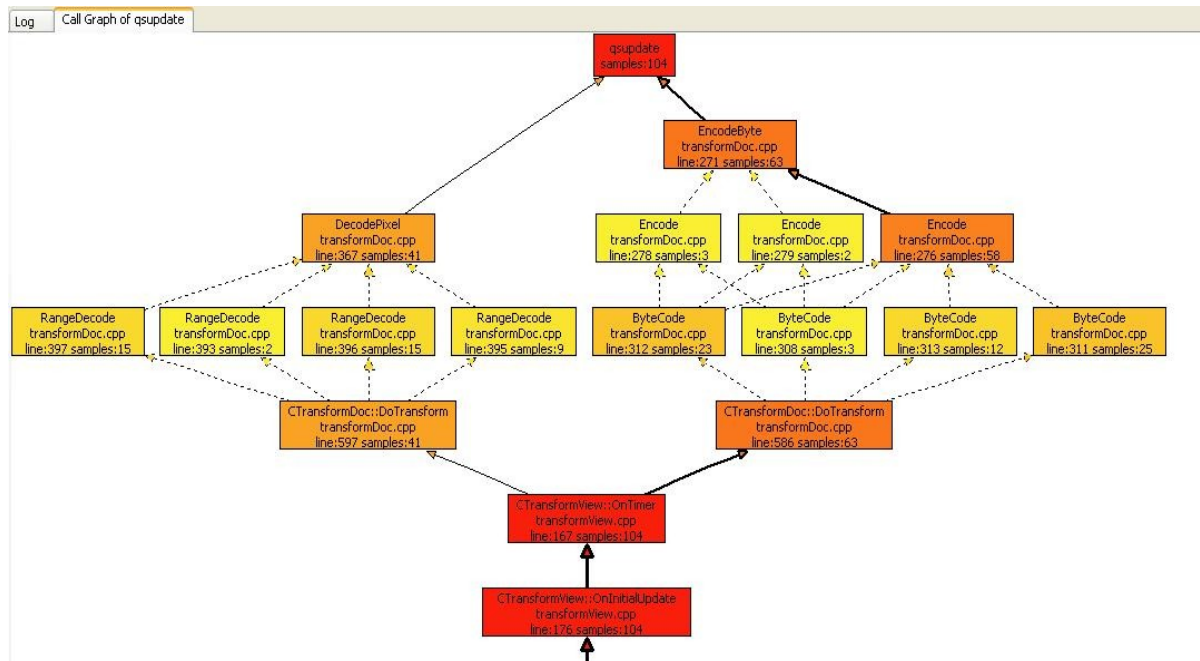 Log
Call Graph of qsupdate
qsupdate
samples:104
EncodeByte
transformDoc.cpp
line:271 samples:63
DecodePixel
transformDoc.cpp
line:367 samples:41
Encode
transformDoc.cpp
line:278 samples:3
Encode
transformDoc.cpp
line:279 samples:2
Encode
transformDoc.cpp
line:276 samples:58
RangeDecode
transformDoc.cpp
line:397 samples:15
RangeDecode
transformDoc.cpp
line:393 samples:2
RangeDecode
transformDoc.cpp
line:396 samples:15
RangeDecode
transformDoc.cpp
line:395 samples:9
ByteCode
transformDoc.cpp
line:312 samples:23
ByteCode
transformDoc.cpp
line:308 samples:3
ByteCode
transformDoc.cpp
line:313 samples:12
ByteCode
transformDoc.cpp
line:311 samples:25
CTransformDoc::DoTransform
transformDoc.cpp
line:597 samples:41
CTransformDoc::DoTransform
transformDoc.cpp
line:586 samples:63
CTransformView::OnTimer
transformView.cpp
line:167 samples:104
CTransformView::OnInitialUpdate
transformView.cpp
line:176 samples:104